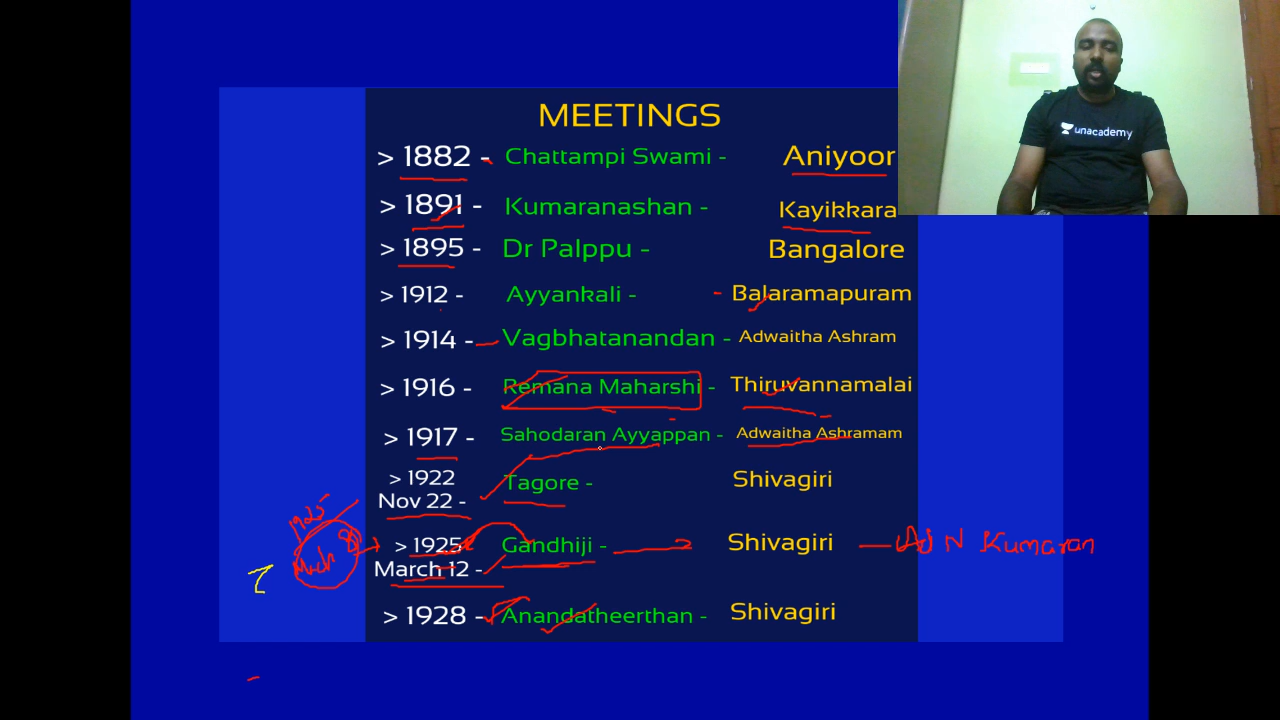 MEETINGS
> 1882 - Chattampi Swami - Aniyoor
> 1891 - Kumaranashan - Kayikkara
> 1895 - Dr Palppu - Bangalore
> 1912 - Ayyankali - Balaramapuram
> 1914 - Vagbhatanandan - Adwaitha Ashram
> 1916 - Remana Maharshi - Thiruvannamalai
> 1917 - Sahodaran Ayyappan - Adwaitha Ashramam
> 1922
Nov 22 - Tagore - Shivagiri
> 1925 Gandhiji - Shivagiri
March 12 -
> 1928 - Anandatheerthan - Shivagiri
unacademy
1925
N Kumaran